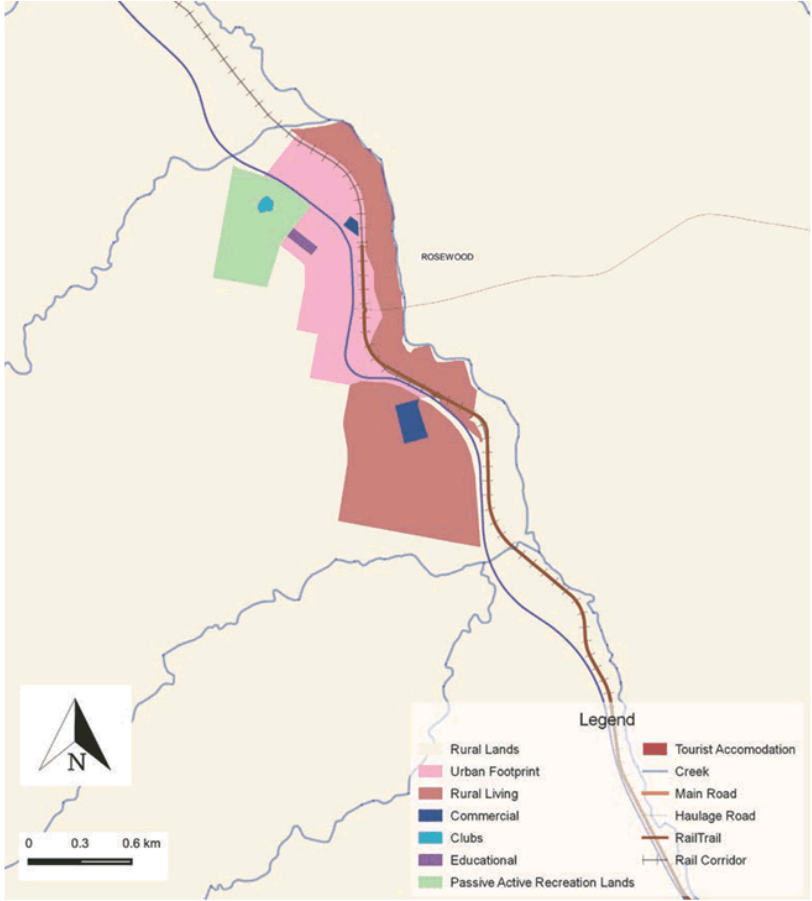 ROSEWOOD
N
0 0.3 0.6 km
Legend
Rural Lands
Urban Footprint
Rural Living
Commercial
Clubs
Educational
Passive Active Recreation Lands
Tourist Accomodation
Creek
Main Road
Haulage Road
RailTrail
Rail Corridor